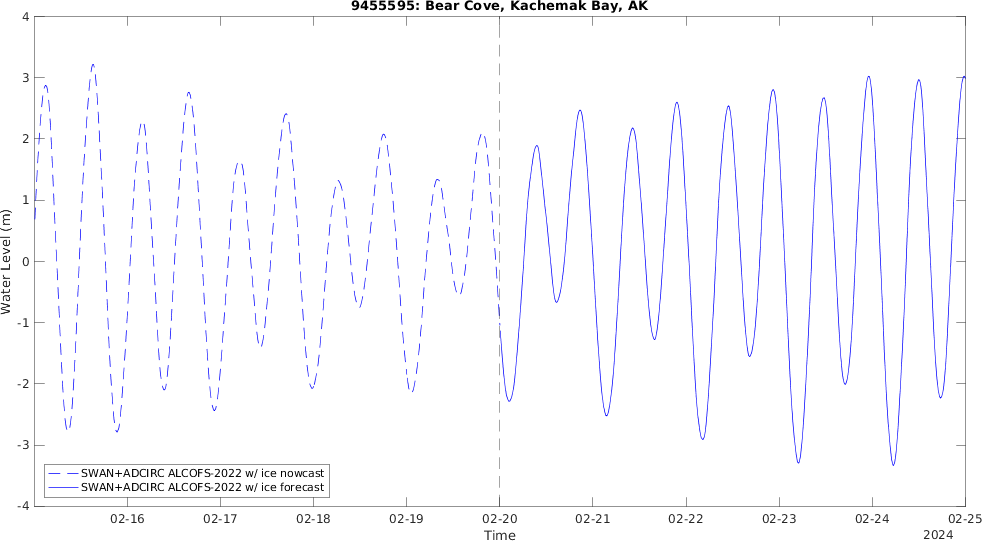 9455595: Bear Cove, Kachemak Bay, AK
4
3
2
1
0
-1
-2
-3
-4
Water Level (m)
SWAN+ADCIRC ALCOFS-2022 w/ ice nowcast
SWAN+ADCIRC ALCOFS-2022 w/ ice forecast
02-16 02-17 02-18 02-19 02-20 02-21 02-22 02-23 02-24 02-25
Time
2024